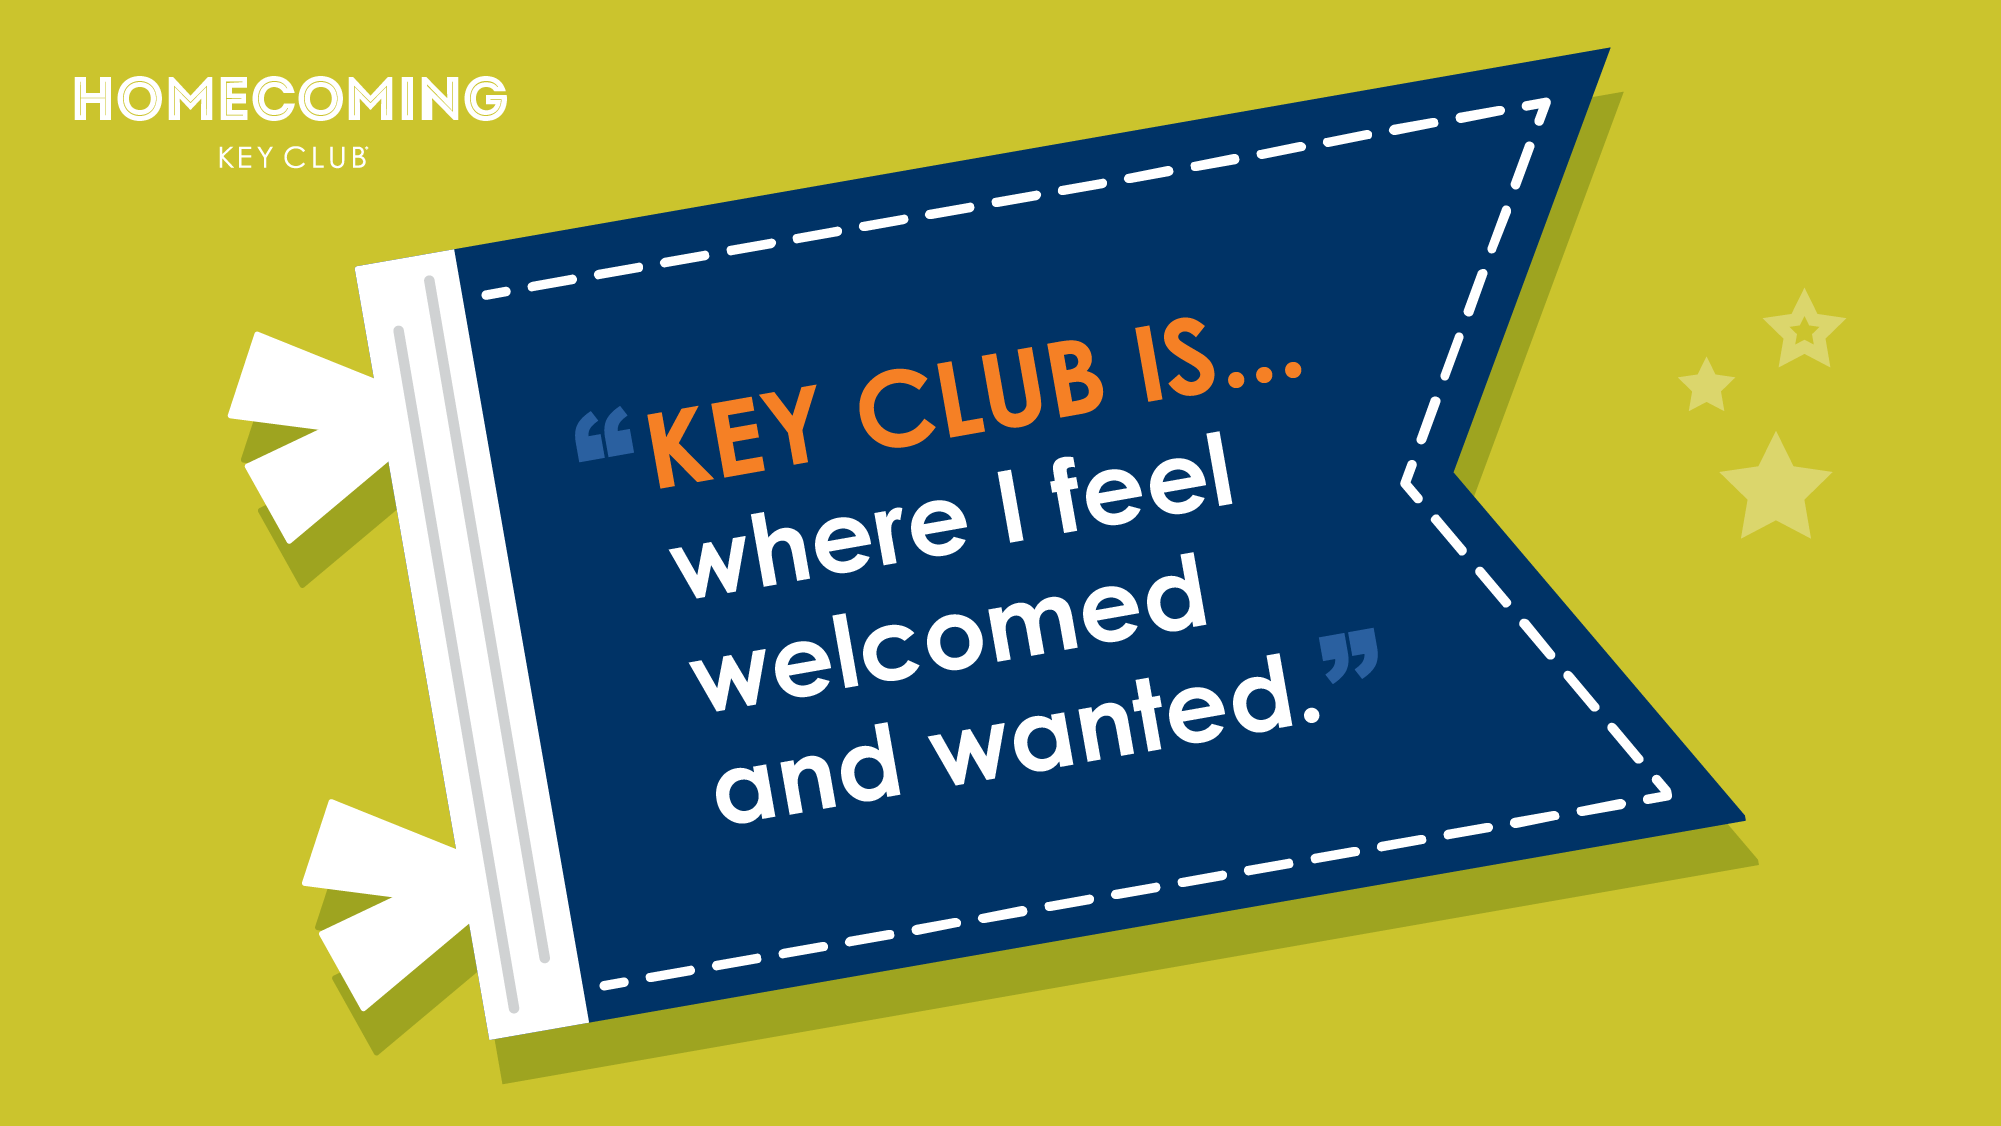 HOMECOMING
KEY CLUB®
“KEY CLUB IS...
where I feel
welcomed
and wanted.”